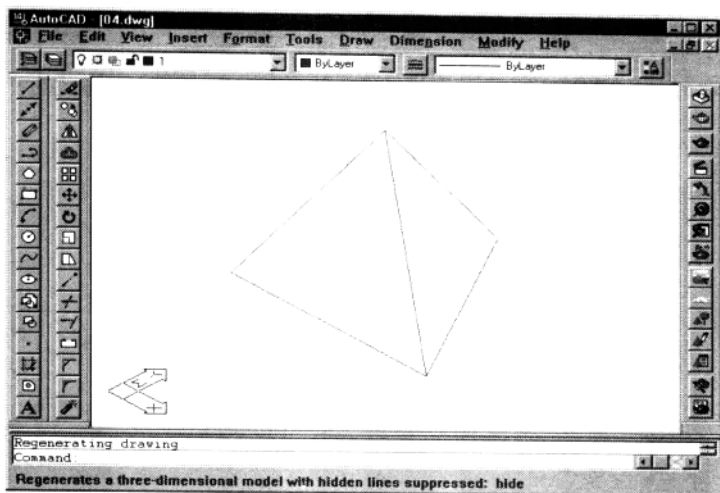 AutoCAD - [04.dwg]
File Edit View Insert Format Tools Draw Dimension Modify Help
1 ByLayer ByLayer
A
W
Regenerating drawing
Command:
Regenerates a three-dimensional model with hidden lines suppressed: hide